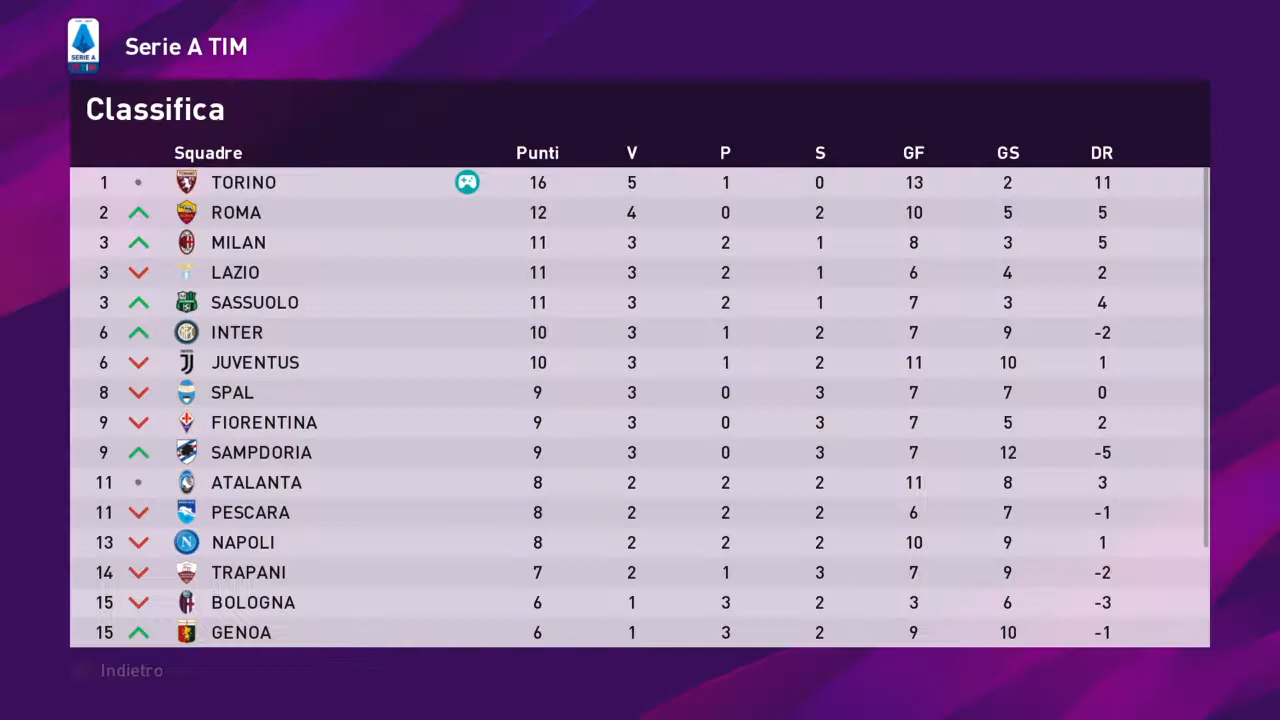 SERIE A
Serie A TIM
Classifica
Squadre Punti V P S GF GS DR
1 TORINO 16 5 1 0 13 2 11
2 ROMA 12 4 0 2 10 5 5
3 MILAN 11 3 2 1 8 3 5
3 LAZIO 11 3 2 1 6 4 2
3 SASSUOLO 11 3 2 1 7 3 4
6 INTER 10 3 1 2 7 9 -2
6 JUVENTUS 10 3 1 2 11 10 1
8 SPAL 9 3 0 3 7 7 0
9 FIORENTINA 9 3 0 3 7 5 2
9 SAMPDORIA 9 3 0 3 7 12 -5
11 ATALANTA 8 2 2 2 11 8 3
11 PESCARA 8 2 2 2 6 7 -1
13 NAPOLI 8 2 2 2 10 9 1
14 TRAPANI 7 2 1 3 7 9 -2
15 BOLOGNA 6 1 3 2 3 6 -3
15 GENOA 6 1 3 2 9 10 -1
Indietro